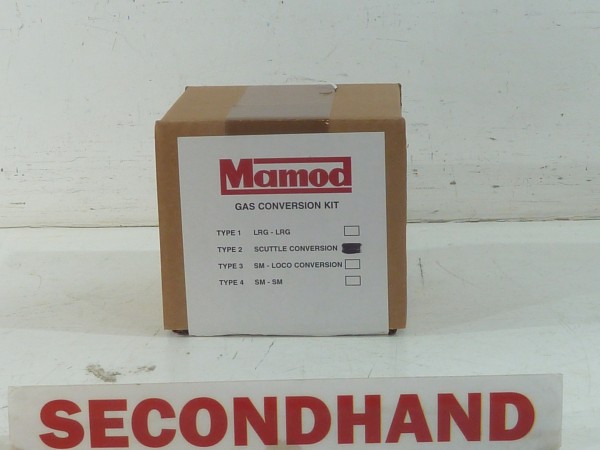 Mamod
GAS CONVERSION KIT
TYPE 1 LRG - LRG
TYPE 2 SCUTTLE CONVERSION
TYPE 3 SM - LOCO CONVERSION
TYPE 4 SM - SM
SECONDHAND